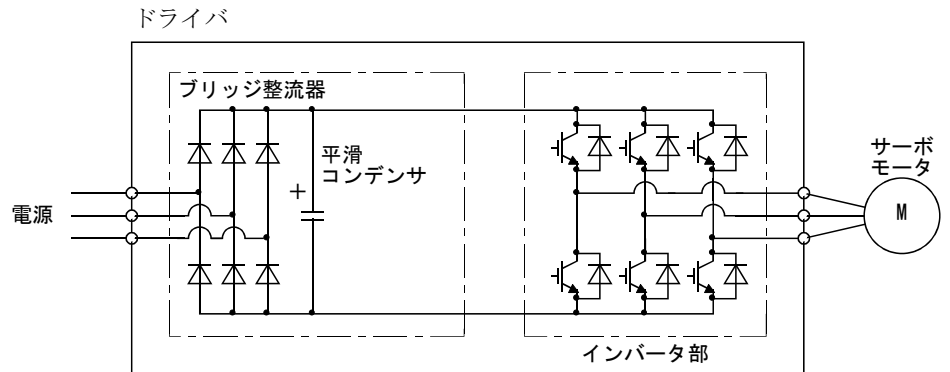 ドライバ
ブリッジ整流器
平滑
コンデンサ
+
電源
サーボ
モータ
M
インバータ部